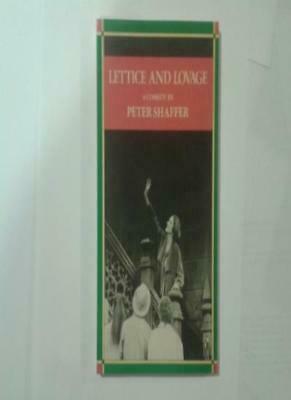 LETTICE AND LOVAGE
A COMEDY BY
PETER SHAFFER